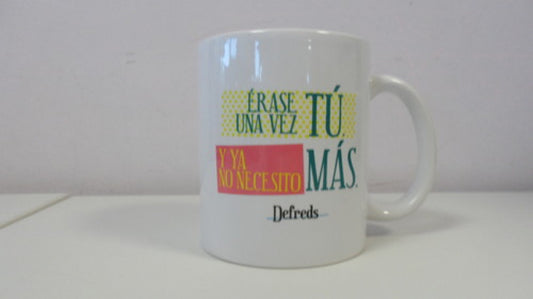 ÉRASE
UNA VEZ TÚ.
Y YA
NO NECESITO MÁS.
Defreds